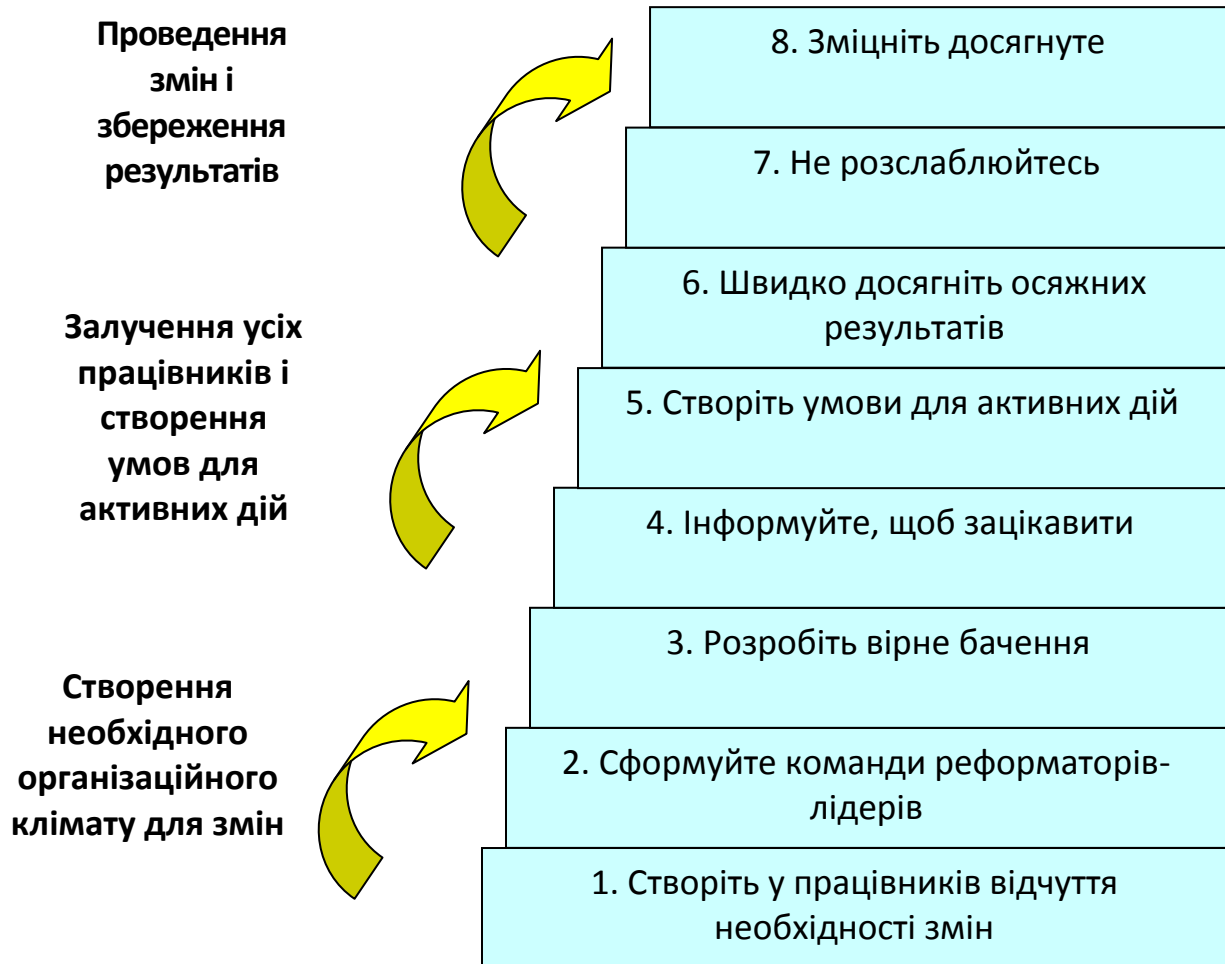 Проведення
змін і
збереження
результатів
8. Зміцніть досягнуте
7. Не розслаблюйтесь
6. Швидко досягніть осяжних
результатів
Залучення усіх
працівників і
створення
умов для
активних дій
5. Створіть умови для активних дій
4. Інформуйте, щоб зацікавити
3. Розробіть вірне бачення
Створення
необхідного
організаційного
клімату для змін
2. Сформуйте команди реформаторів-
лідерів
1. Створіть у працівників відчуття
необхідності змін